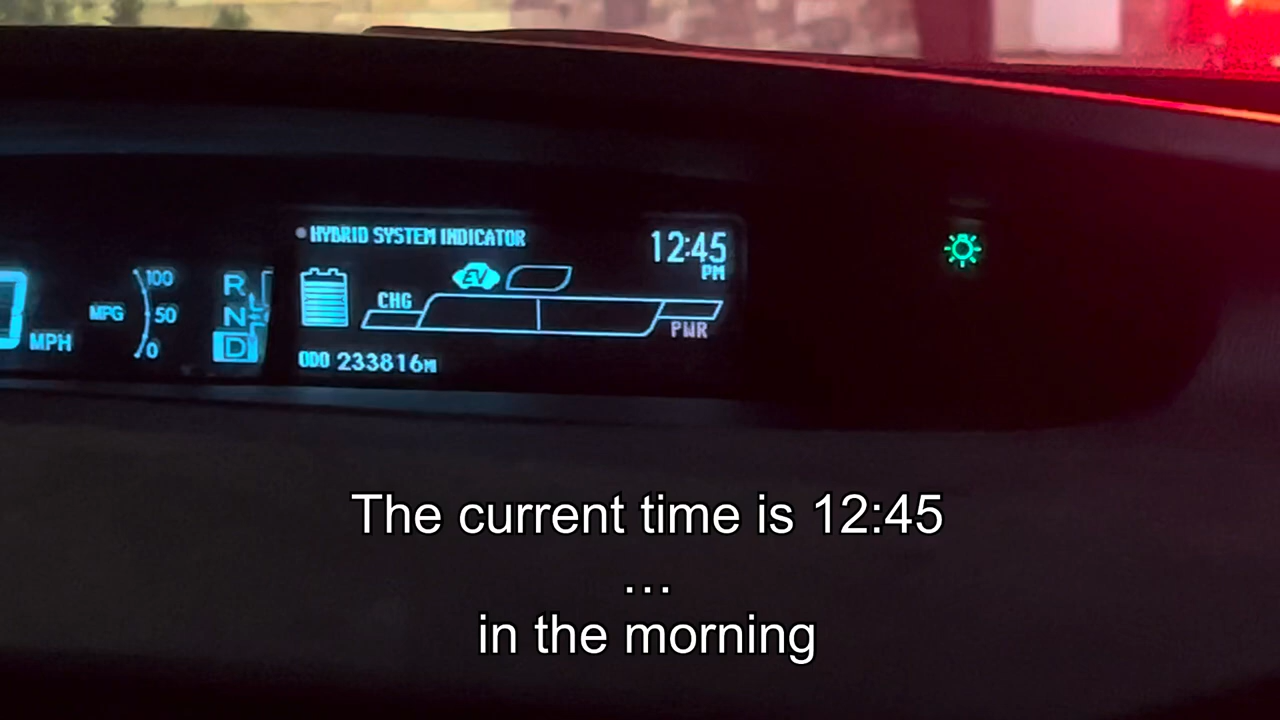 HYBRID SYSTEM INDICATOR
12:45
PM
EV
CHG
PWR
ODO 233816M
MPH
MPG
100
50
0
R
N
D
The current time is 12:45
...
in the morning